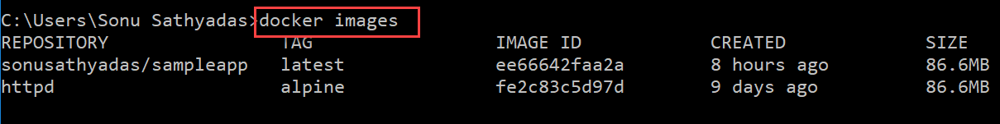 C:\Users\Sonu Sathyadas>docker images
REPOSITORY TAG IMAGE ID CREATED SIZE
sonusathyadas/sampleapp latest ee66642faa2a 8 hours ago 86.6MB
httpd alpine fe2c83c5d97d 9 days ago 86.6MB